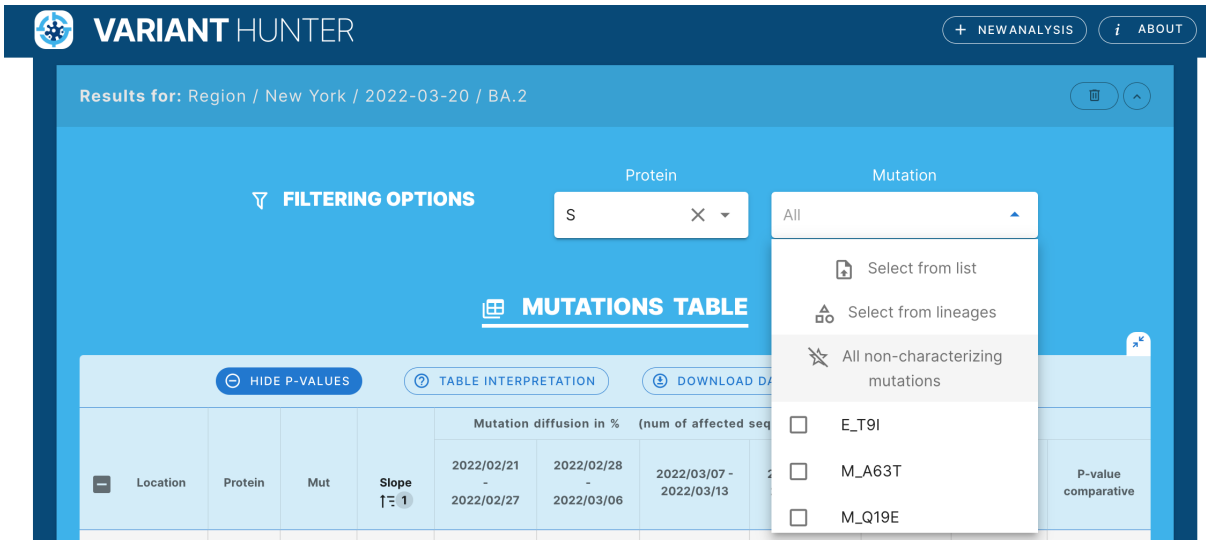 VARIANT HUNTER
+ NEW ANALYSIS
i ABOUT
Results for: Region / New York / 2022-03-20 / BA.2
FILTERING OPTIONS
Protein
S
Mutation
All
Select from list
Select from lineages
All non-characterizing
mutations
E_T9I
M_A63T
M_Q19E
MUTATIONS TABLE
HIDE P-VALUES
TABLE INTERPRETATION
DOWNLOAD
Mutation diffusion in % (num of affected
Location
Protein
Mut
Slope
1
2022/02/21
-
2022/02/27
2022/02/28
-
2022/03/06
2022/03/07 -
2022/03/13
P-value
comparative